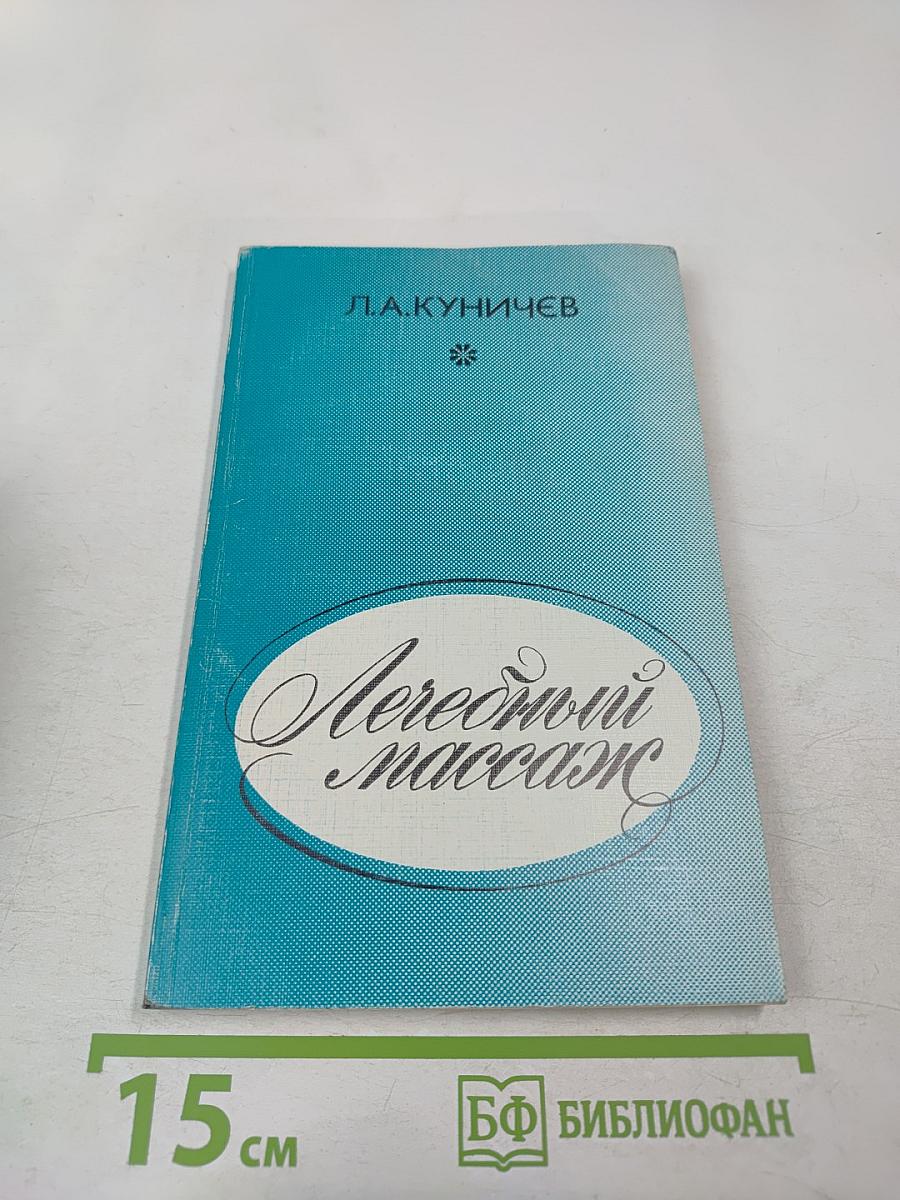 Л.А.КУНИЧЕВ
Лечебный
массаж
15 см
БФ БИБЛИОФАН